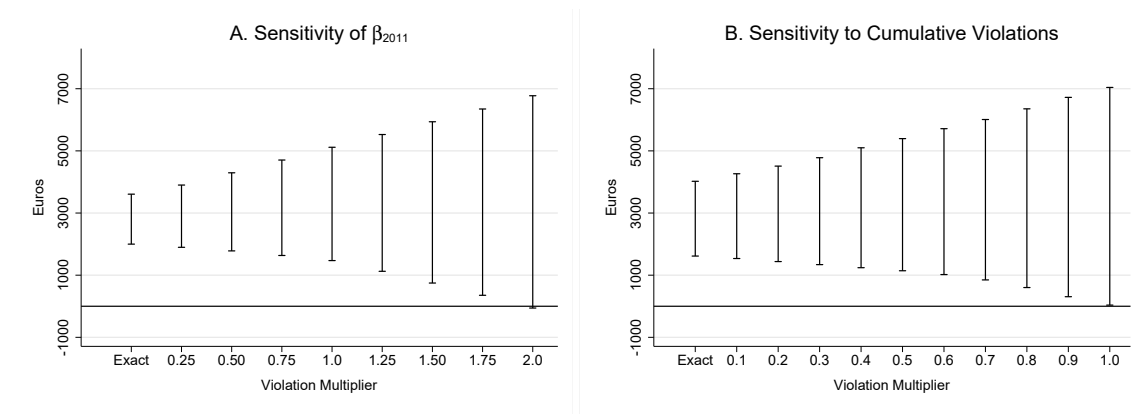 A. Sensitivity of β2011
Euros
7000
5000
3000
1000
-1000
Exact 0.25 0.50 0.75 1.0 1.25 1.50 1.75 2.0
Violation Multiplier
B. Sensitivity to Cumulative Violations
Euros
7000
5000
3000
1000
-1000
Exact 0.1 0.2 0.3 0.4 0.5 0.6 0.7 0.8 0.9 1.0
Violation Multiplier